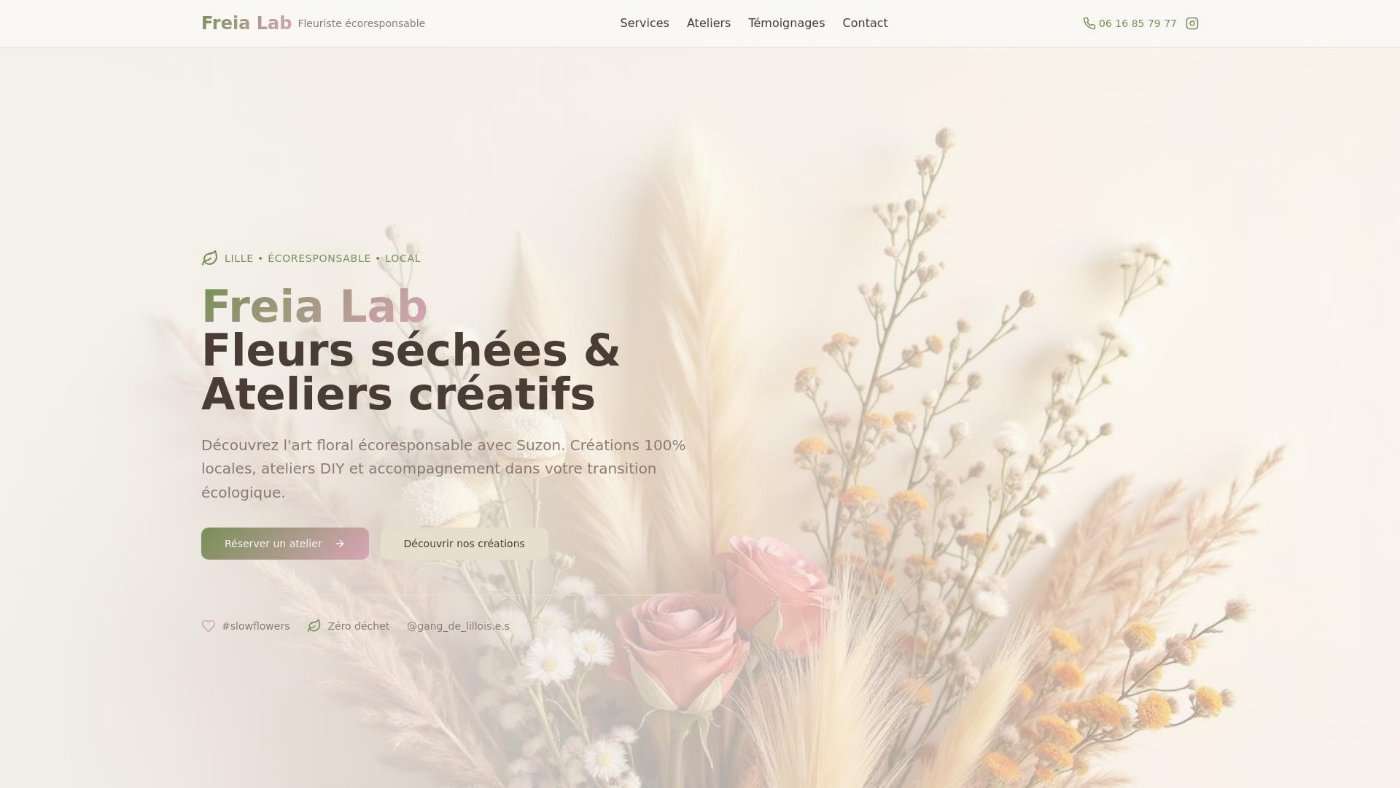 Freia Lab Fleuriste écoresponsable
Services Ateliers Témoignages Contact
06 16 85 79 77
LILLE • ÉCORESPONSABLE • LOCAL
Freia Lab
Fleurs séchées &
Ateliers créatifs
Découvrez l'art floral écoresponsable avec Suzon. Créations 100%
locales, ateliers DIY et accompagnement dans votre transition
écologique.
Réserver un atelier → Découvrir nos créations
#slowflowers Zéro déchet @gang_de_lillois.e.s